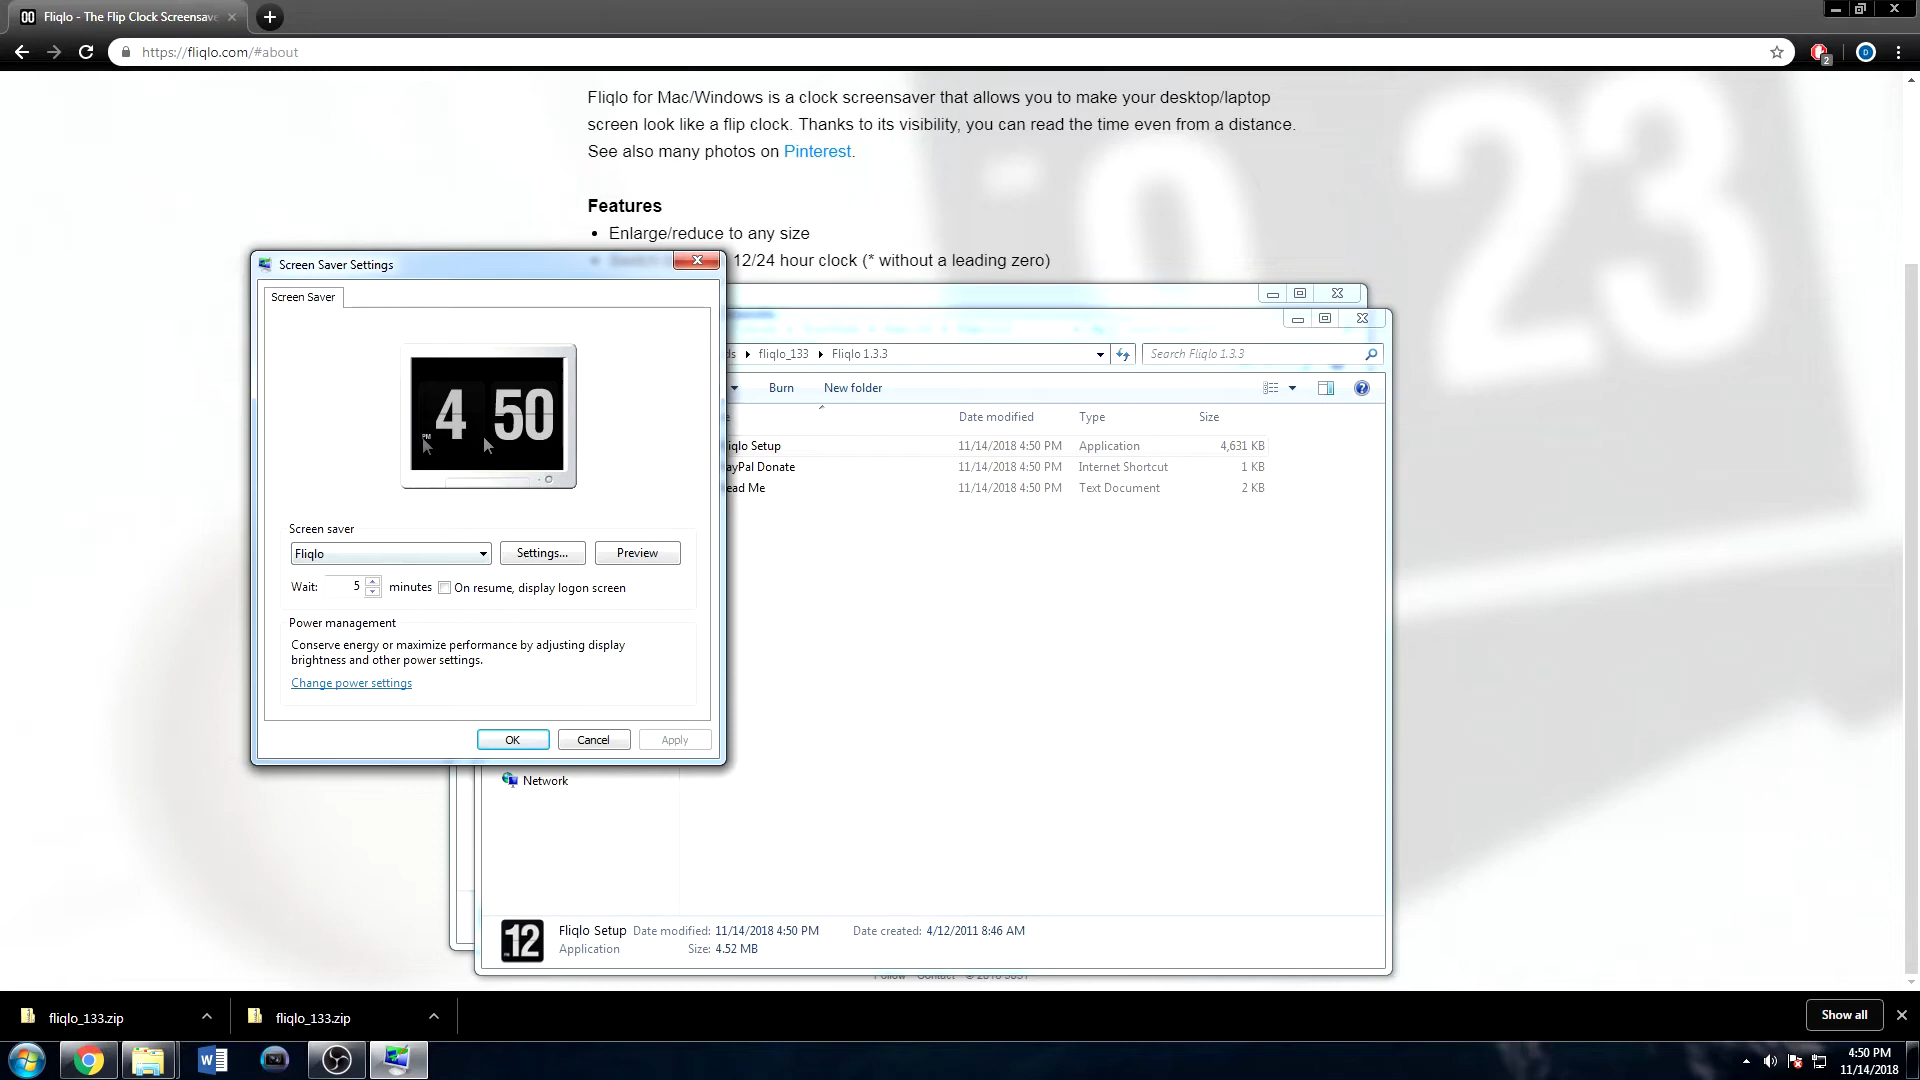 00 Fliqlo - The Flip Clock Screensave
https://fliqlo.com/#about
2
D
Fliqlo for Mac/Windows is a clock screensaver that allows you to make your desktop/laptop
screen look like a flip clock. Thanks to its visibility, you can read the time even from a distance.
See also many photos on Pinterest.
Features
• Enlarge/reduce to any size
12/24 hour clock (* without a leading zero)
23
Screen Saver Settings
Screen Saver
4 50
PM
Screen saver
Fliqlo
Settings...
Preview
Wait: 5 minutes On resume, display logon screen
Power management
Conserve energy or maximize performance by adjusting display
brightness and other power settings.
Change power settings
OK
Cancel
Apply
ds fliqlo_133 Fliqlo 1.3.3
Search Fliqlo 1.3.3
Burn New folder
e Date modified Type Size
iqlo Setup 11/14/2018 4:50 PM Application 4,631 KB
ayPal Donate 11/14/2018 4:50 PM Internet Shortcut 1 KB
ead Me 11/14/2018 4:50 PM Text Document 2 KB
Network
12
Fliqlo Setup Date modified: 11/14/2018 4:50 PM Date created: 4/12/2011 8:46 AM
Application Size: 4.52 MB
fliqlo_133.zip
fliqlo_133.zip
Show all
4:50 PM
11/14/2018